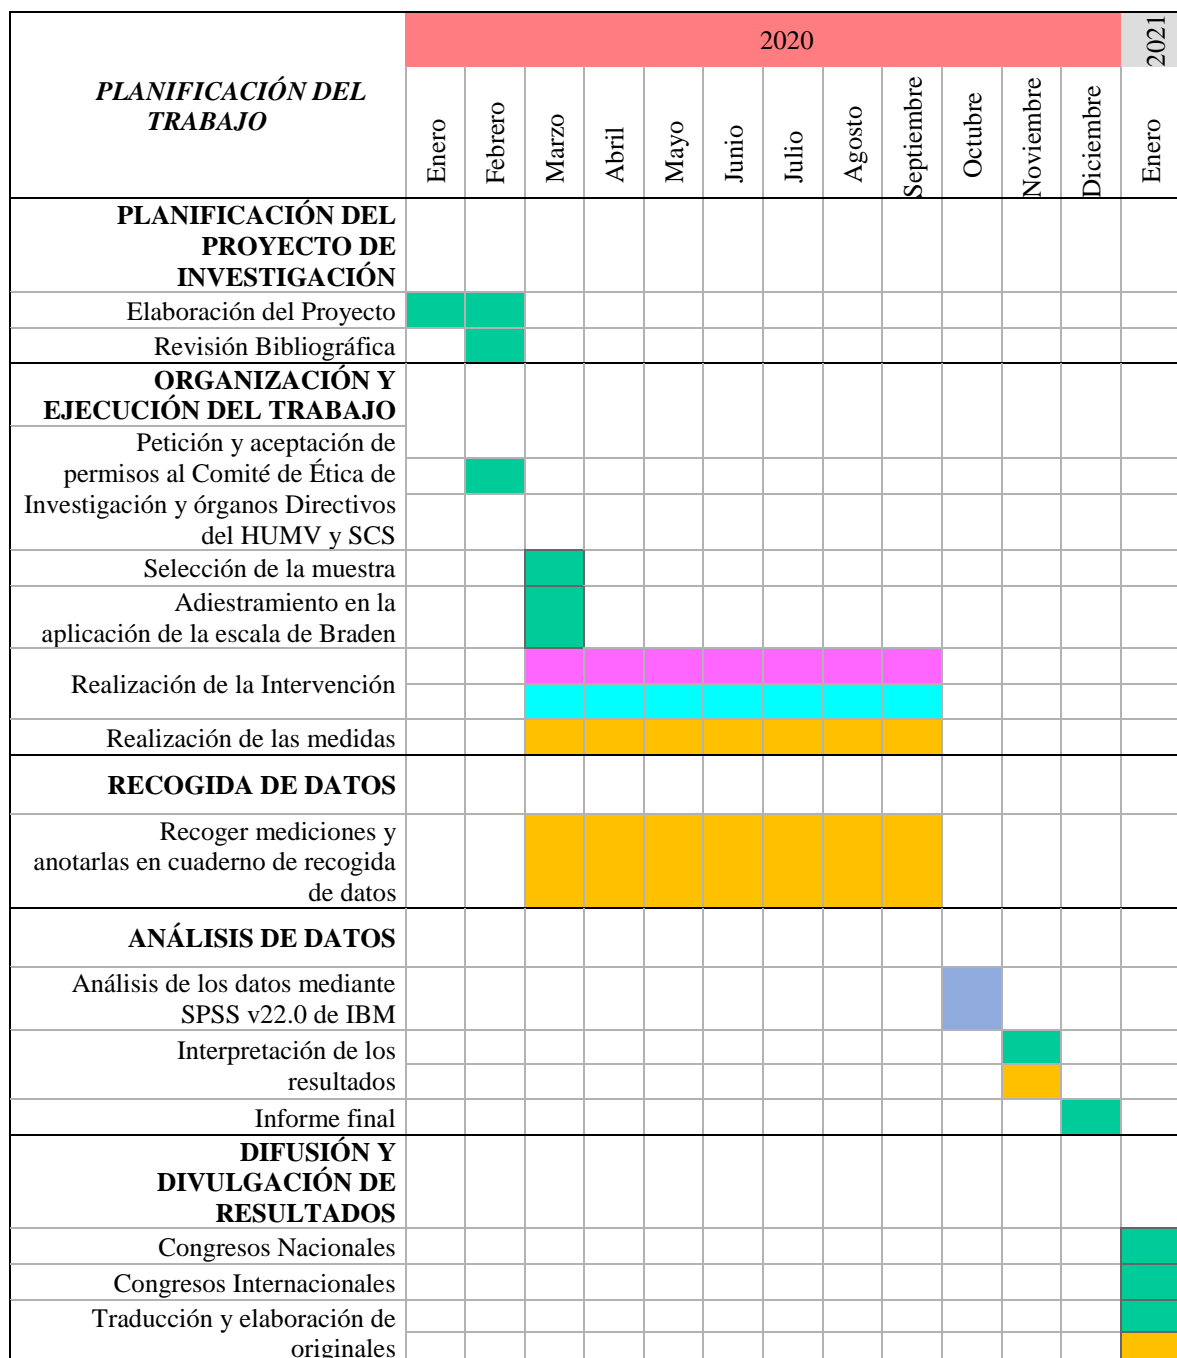 2020
2021
PLANIFICACIÓN DEL
TRABAJO
Enero
Febrero
Marzo
Abril
Mayo
Junio
Julio
Agosto
Septiembre
Octubre
Noviembre
Diciembre
Enero
PLANIFICACIÓN DEL
PROYECTO DE
INVESTIGACIÓN
Elaboración del Proyecto
Revisión Bibliográfica
ORGANIZACIÓN Y
EJECUCIÓN DEL TRABAJO
Petición y aceptación de
permisos al Comité de Ética de
Investigación y órganos Directivos
del HUMV y SCS
Selección de la muestra
Adiestramiento en la
aplicación de la escala de Braden
Realización de la Intervención
Realización de las medidas
RECOGIDA DE DATOS
Recoger mediciones y
anotarlas en cuaderno de recogida
de datos
ANÁLISIS DE DATOS
Análisis de los datos mediante
SPSS v22.0 de IBM
Interpretación de los
resultados
Informe final
DIFUSIÓN Y
DIVULGACIÓN DE
RESULTADOS
Congresos Nacionales
Congresos Internacionales
Traducción y elaboración de
originales